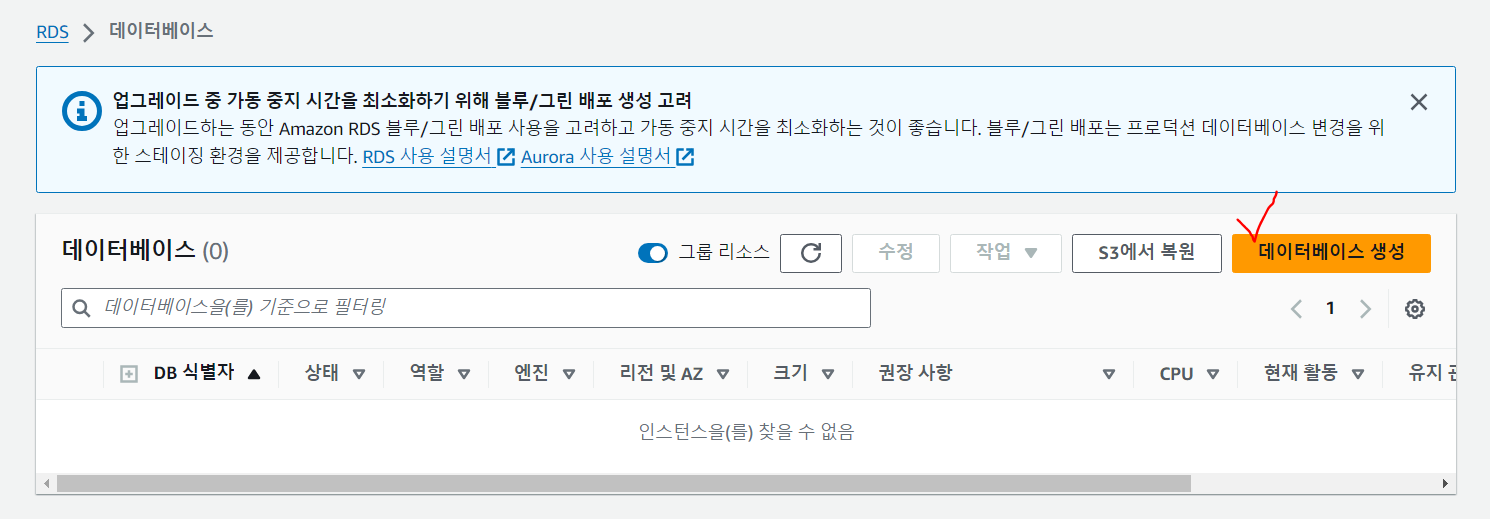 RDS > 데이터베이스
업그레이드 중 가동 중지 시간을 최소화하기 위해 블루/그린 배포 생성 고려
업그레이드하는 동안 Amazon RDS 블루/그린 배포 사용을 고려하고 가동 중지 시간을 최소화하는 것이 좋습니다. 블루/그린 배포는 프로덕션 데이터베이스 변경을 위
한 스테이징 환경을 제공합니다. RDS 사용 설명서 Aurora 사용 설명서
데이터베이스 (0) 그룹 리소스 수정 작업 S3에서 복원 데이터베이스 생성
데이터베이스을(를) 기준으로 필터링 1
DB 식별자 상태 역할 엔진 리전 및 AZ 크기 권장 사항 CPU 현재 활동 유지
인스턴스을(를) 찾을 수 없음